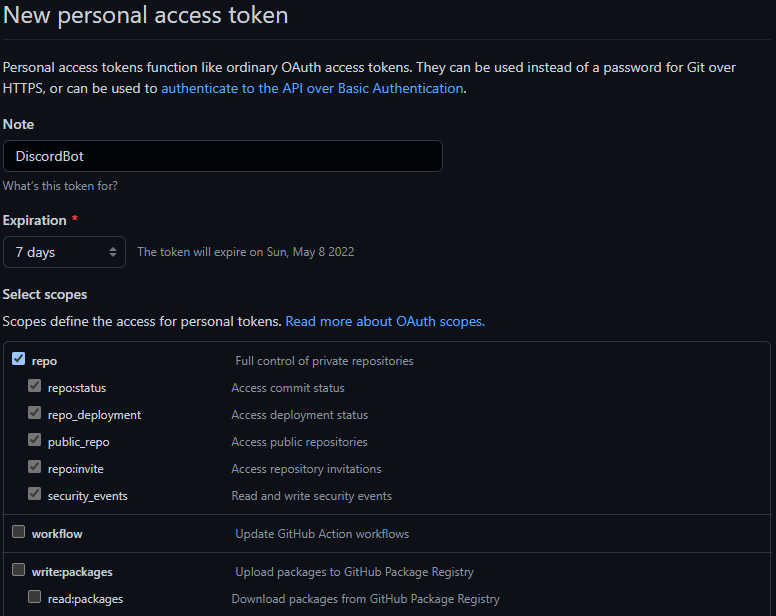 New personal access token
Personal access tokens function like ordinary OAuth access tokens. They can be used instead of a password for Git over
HTTPS, or can be used to authenticate to the API over Basic Authentication.
Note
DiscordBot
What's this token for?
Expiration *
7 days The token will expire on Sun, May 8 2022
Select scopes
Scopes define the access for personal tokens. Read more about OAuth scopes.
repo Full control of private repositories
repo:status Access commit status
repo_deployment Access deployment status
public_repo Access public repositories
repo:invite Access repository invitations
security_events Read and write security events
workflow Update GitHub Action workflows
write:packages Upload packages to GitHub Package Registry
read:packages Download packages from GitHub Package Registry